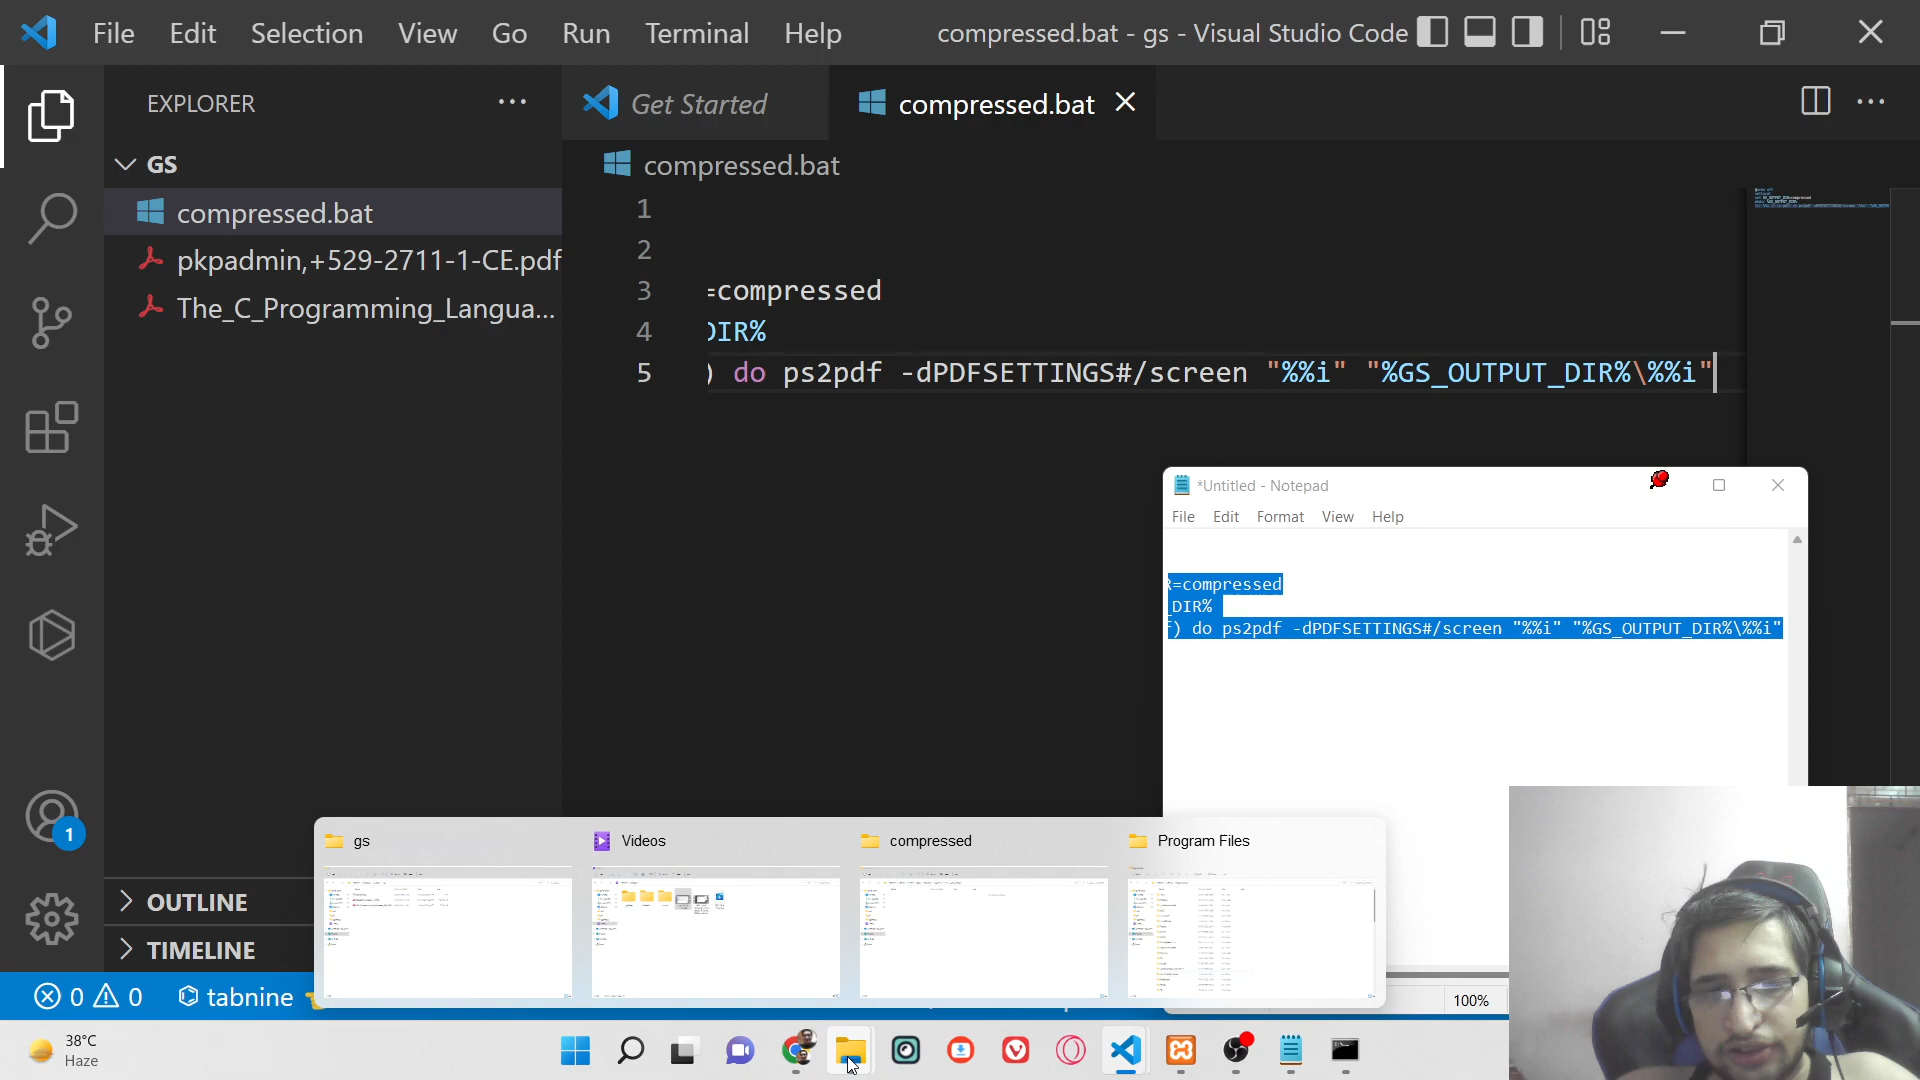 File Edit Selection View Go Run Terminal Help compressed.bat - gs - Visual Studio Code
EXPLORER
GS
compressed.bat
pkpadmin,+529-2711-1-CE.pdf
The_C_Programming_Langua...
OUTLINE
TIMELINE
Get Started
compressed.bat
compressed.bat
1
2
3 =compressed
4 DIR%
5 ) do ps2pdf -dPDFSETTINGS#/screen "%%i" "%GS_OUTPUT_DIR%\%%i"
*Untitled - Notepad
File Edit Format View Help
R=compressed
_DIR%
f) do ps2pdf -dPDFSETTINGS#/screen "%%i" "%GS_OUTPUT_DIR%\%%i"
100%
gs
Videos
compressed
Program Files
1
0 0 tabnine
38°C
Haze